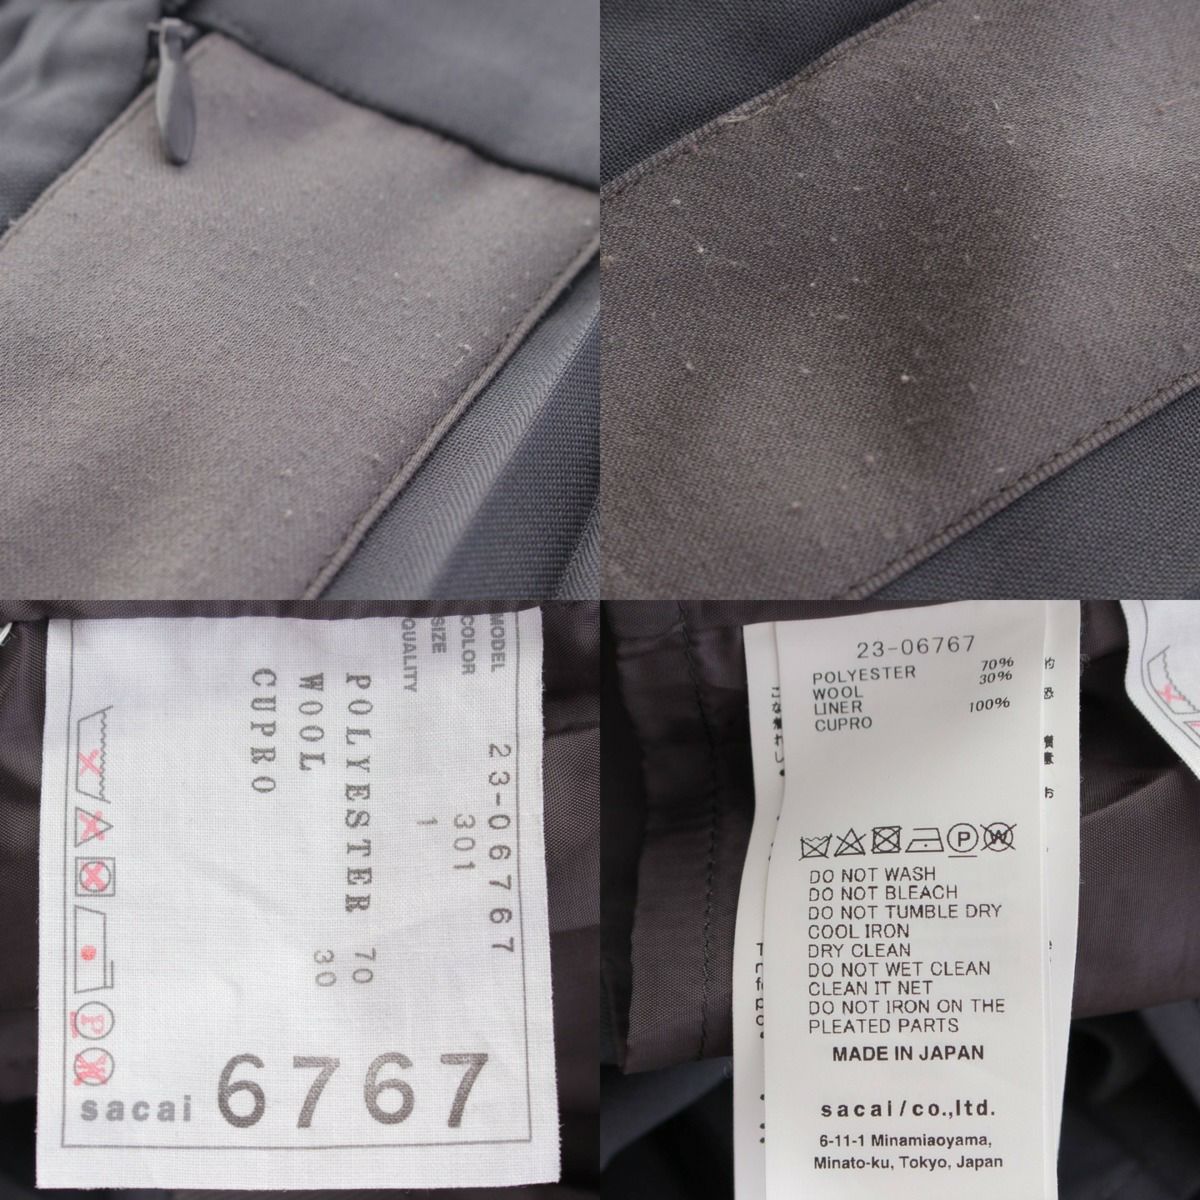 MODEL 23-06767
COLOR 301
SIZE 1
QUALITY
POLYESTER 70
WOOL 30
CUPRO
sacai 6767
23-06767
POLYESTER 70%
WOOL 30%
LINER
CUPRO 100%
DO NOT WASH
DO NOT BLEACH
DO NOT TUMBLE DRY
COOL IRON
DRY CLEAN
DO NOT WET CLEAN
CLEAN IT NET
DO NOT IRON ON THE
PLEATED PARTS
MADE IN JAPAN
sacai/co.,ltd.
6-11-1 Minamiaoyama,
Minato-ku, Tokyo, Japan